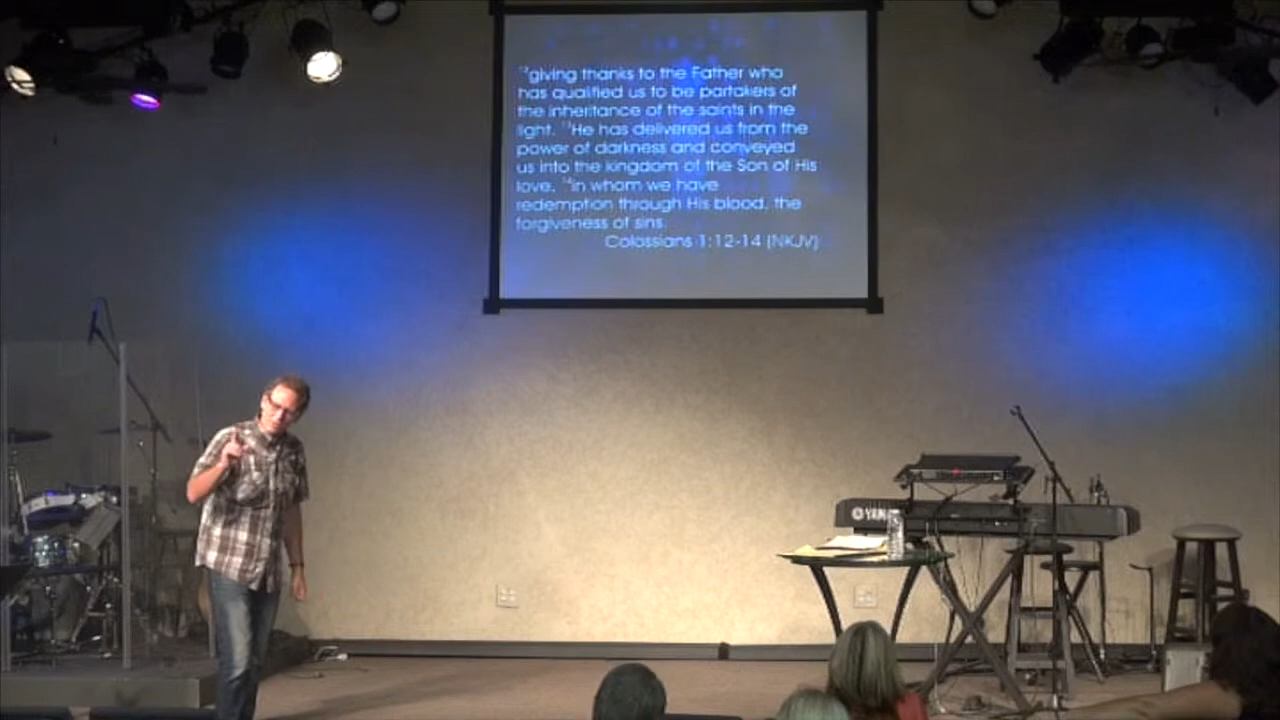 ¹²giving thanks to the Father who
has qualified us to be partakers of
the inheritance of the saints in the
light. ¹³He has delivered us from the
power of darkness and conveyed
us into the kingdom of the Son of His
love, ¹⁴in whom we have
redemption through His blood, the
forgiveness of sins.
Colossians 1:12-14 (NKJV)